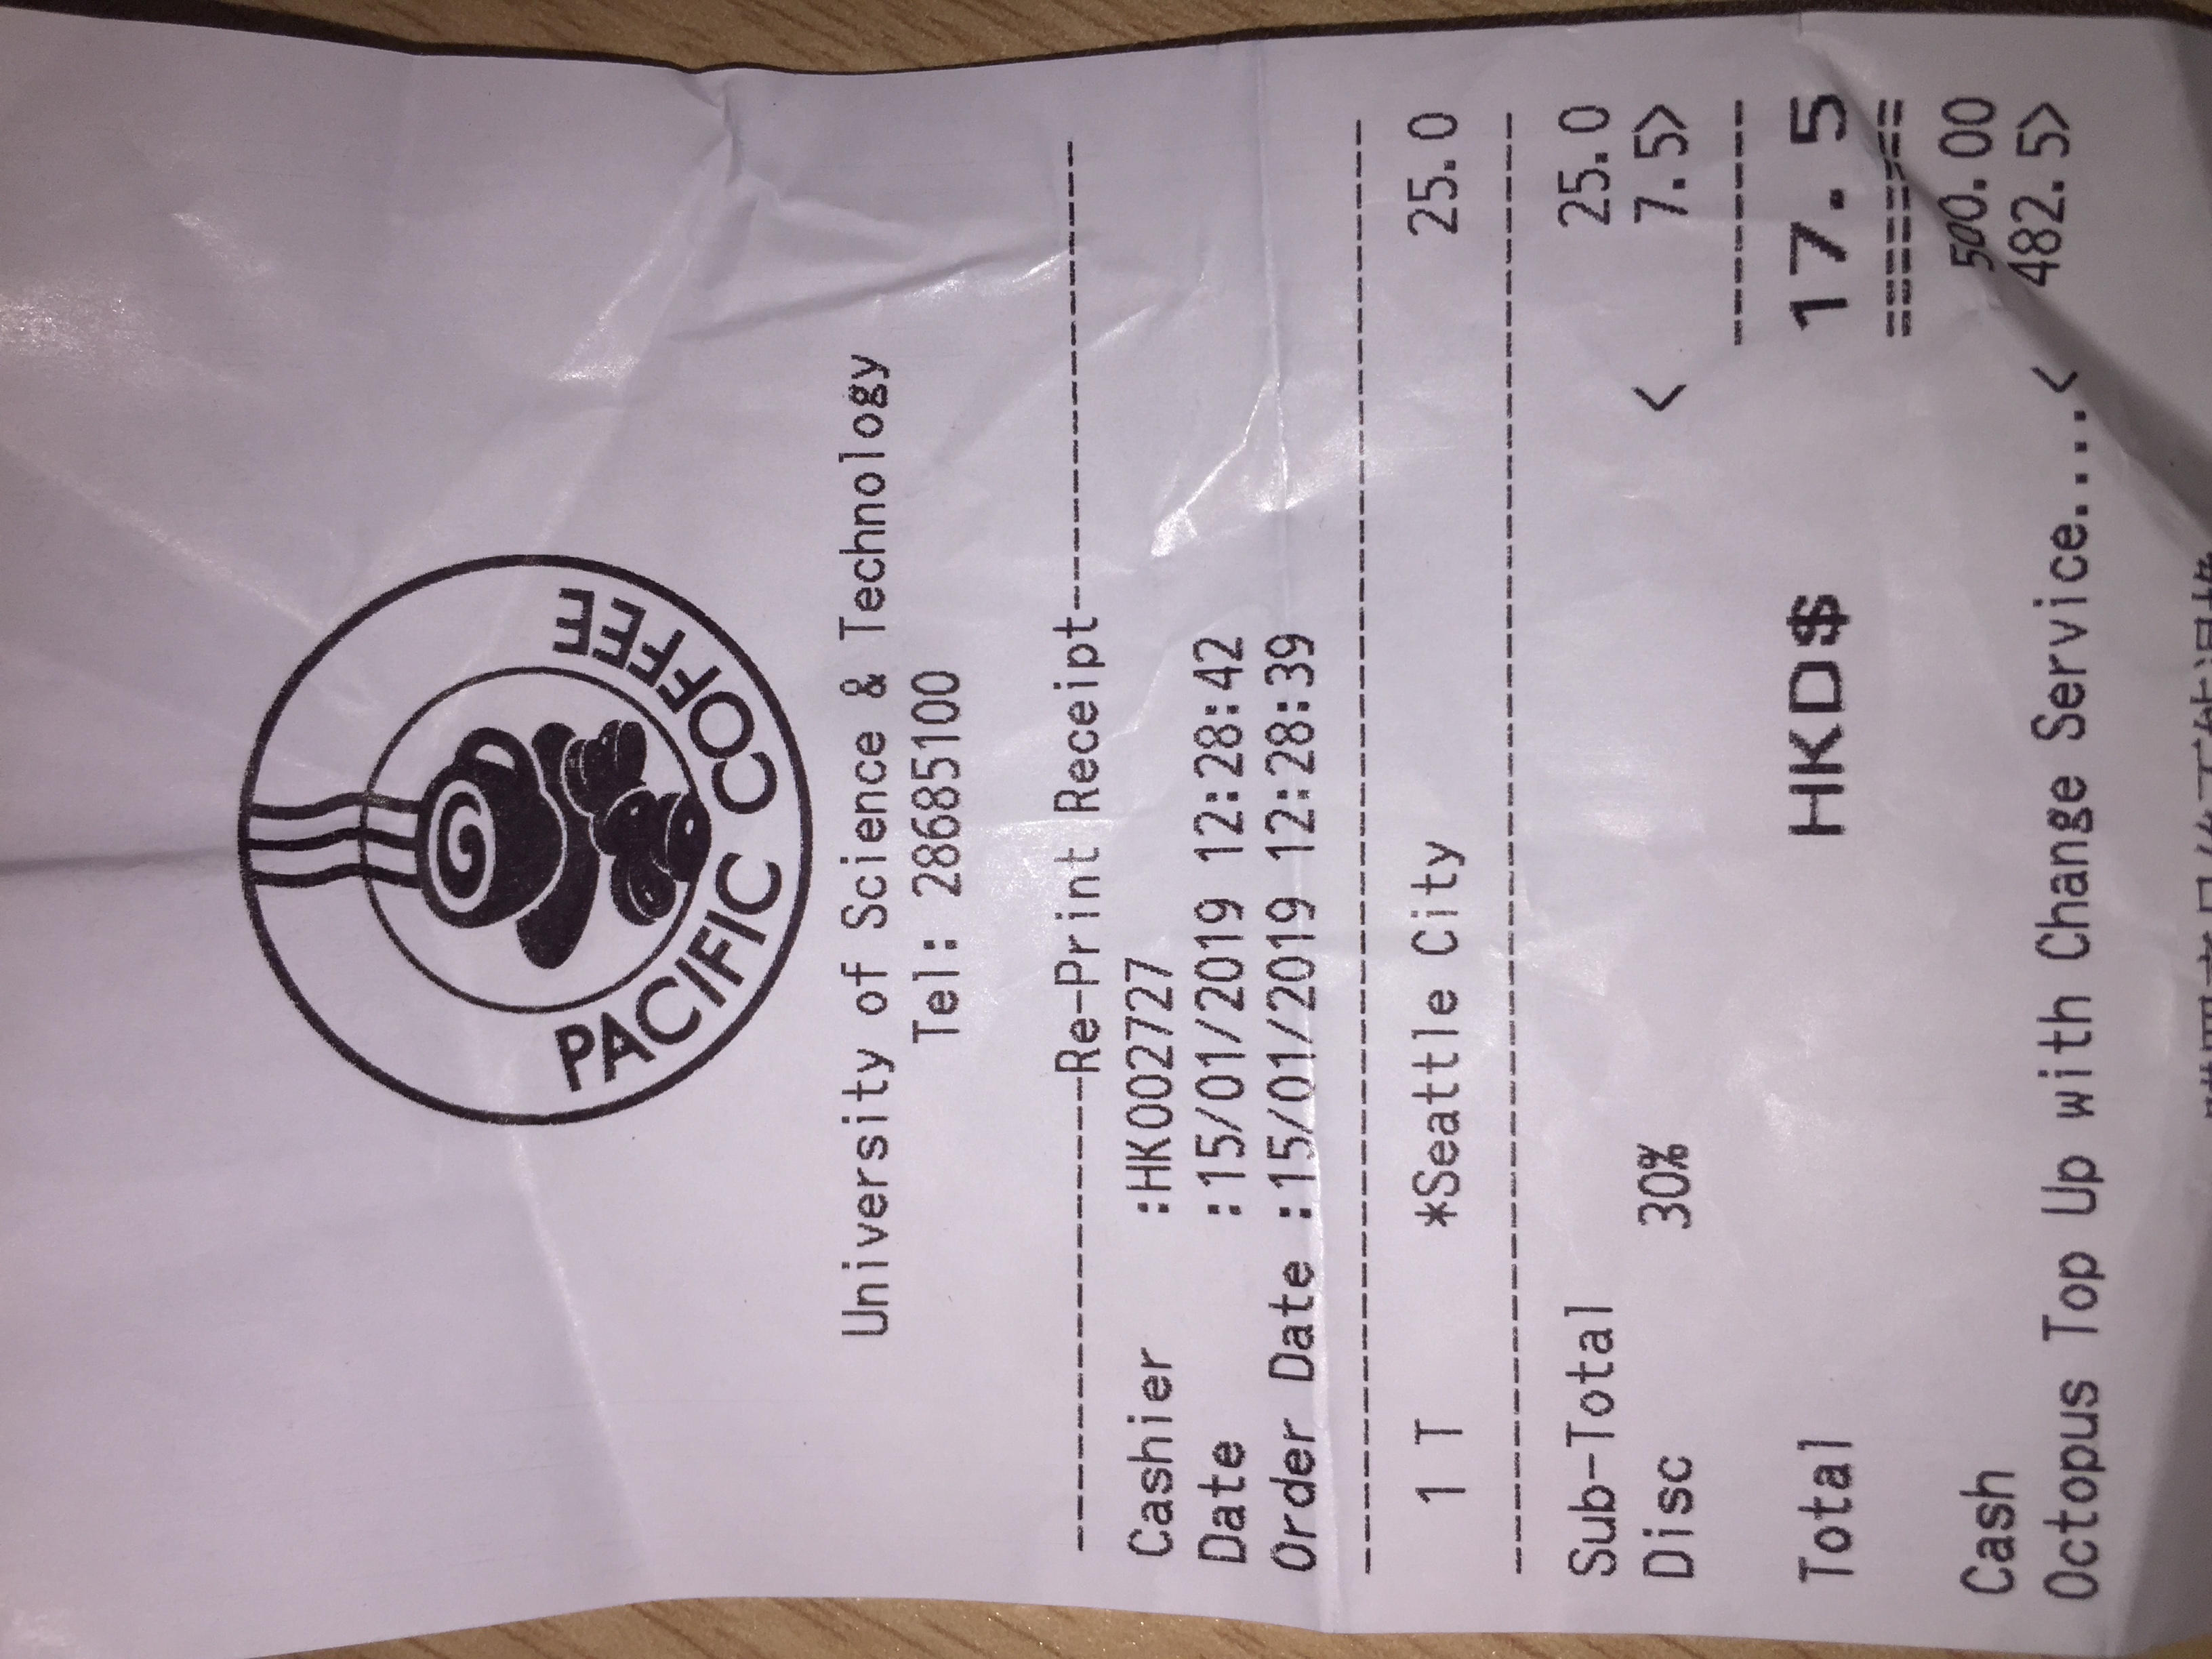 PACIFIC COFFEE
University of Science & Technology
Tel: 28685100
----------------Re-Print Receipt----------------
Cashier :HK002727
Date :15/01/2019 12:28:42
Order Date :15/01/2019 12:28:39
1 T *Seattle City 25.0
Sub-Total 25.0
Disc 30% < 7.5>
Total HKD$ 17.5
Cash 500.00
Octopus Top Up with Change Service....< 482.5>